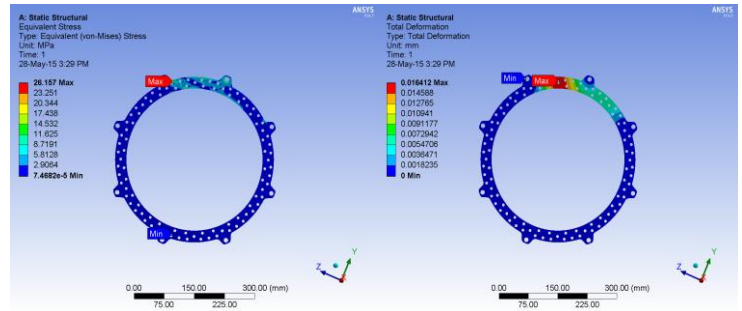 A: Static Structural
Equivalent Stress
Type: Equivalent (von-Mises) Stress
Unit: MPa
Time: 1
28-May-15 3:29 PM
26.157 Max
23.251
20.344
17.438
14.532
11.625
8.7191
5.8128
2.9064
7.4682e-5 Min
Max
Min
ANSYS
Y
Z
X
0.00 150.00 300.00 (mm)
75.00 225.00
A: Static Structural
Total Deformation
Type: Total Deformation
Unit: mm
Time: 1
28-May-15 3:29 PM
0.016412 Max
0.014588
0.012765
0.010941
0.0091177
0.0072942
0.0054706
0.0036471
0.0018235
0 Min
Min
Max
ANSYS
Y
Z
X
0.00 150.00 300.00 (mm)
75.00 225.00